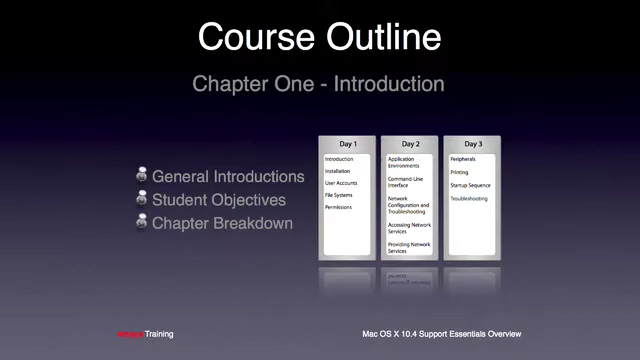 Course Outline
Chapter One - Introduction
General Introductions
Student Objectives
Chapter Breakdown
Day 1
Introduction
Installation
User Accounts
File Systems
Permissions
Day 2
Application
Environments
Command-Line
Interface
Network
Configuration and
Troubleshooting
Accessing Network
Services
Providing Network
Services
Day 3
Peripherals
Printing
Startup Sequence
Troubleshooting
Training
Mac OS X 10.4 Support Essentials Overview